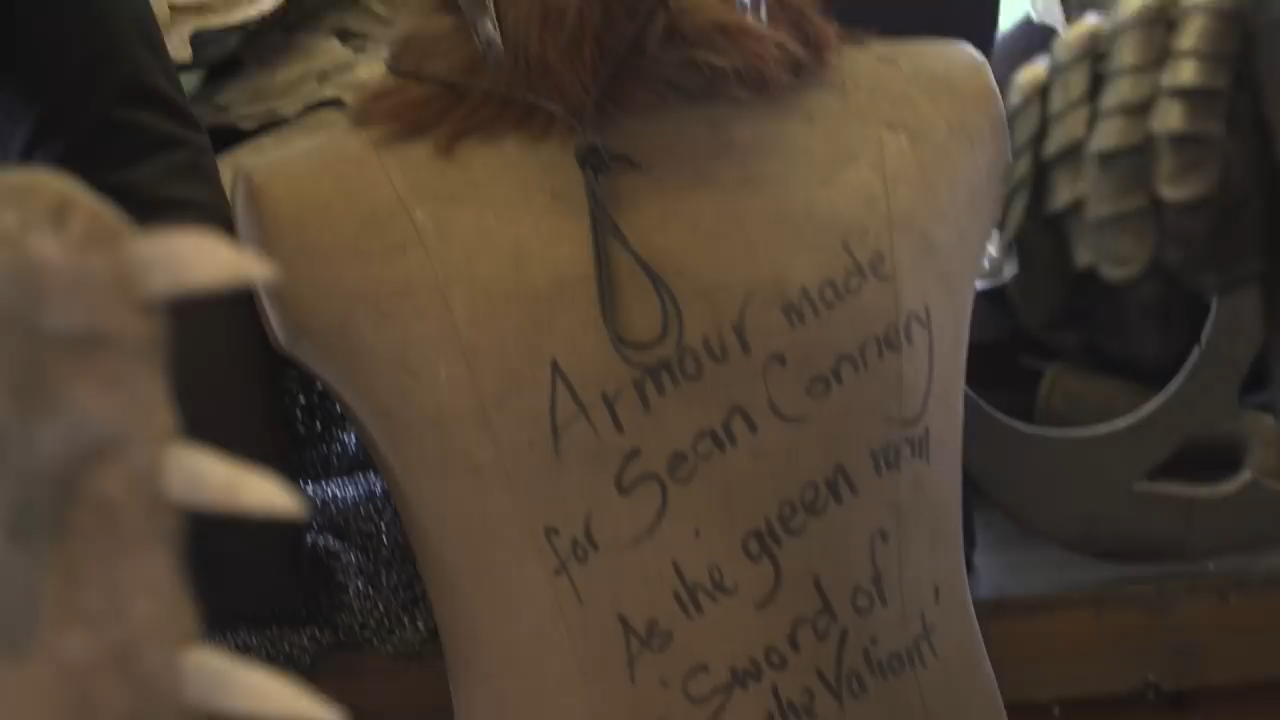 Armour made
for Sean Connery
As the green man
'Sword of
the Valiant'